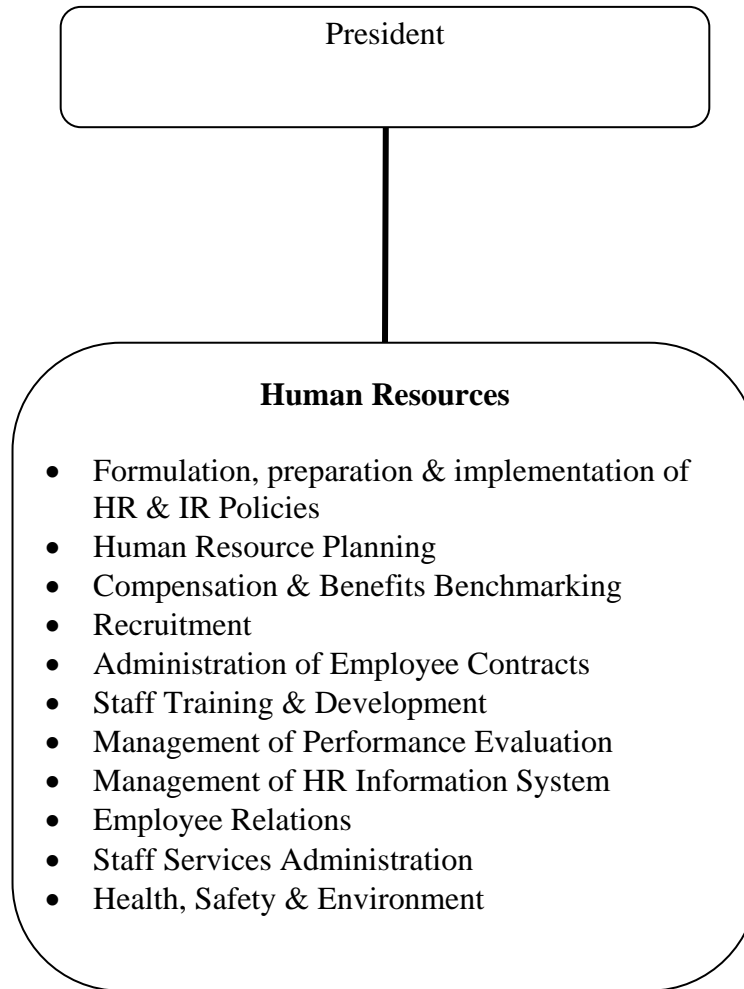 President
Human Resources
• Formulation, preparation & implementation of
HR & IR Policies
• Human Resource Planning
• Compensation & Benefits Benchmarking
• Recruitment
• Administration of Employee Contracts
• Staff Training & Development
• Management of Performance Evaluation
• Management of HR Information System
• Employee Relations
• Staff Services Administration
• Health, Safety & Environment